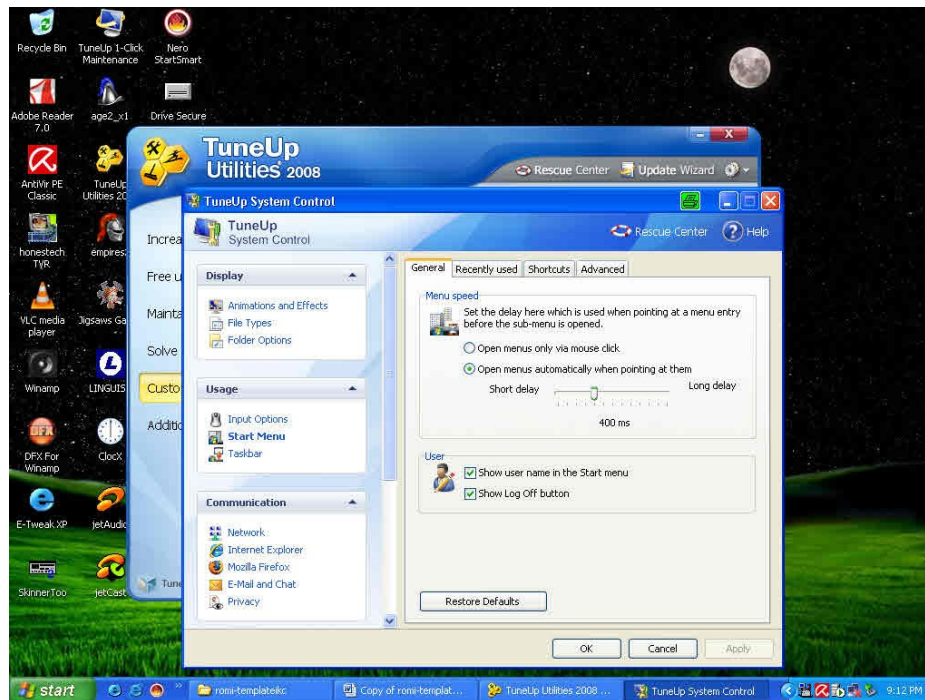 Recycle Bin
TuneUp 1-Click Maintenance
Nero StartSmart
Adobe Reader 7.0
age2_x1
Drive Secure
AntiVir PE Classic
TuneUp Utilities 20
honestech TVR
empires
VLC media player
Jigsaws Ga
Winamp
LINGUIS
DFX For Winamp
ClocX
E-Tweak XP
jetAudio
SkinnerToo
jetCast
TuneUp
Utilities 2008
Rescue Center
Update Wizard
Increa
Free u
Mainta
Solve
Custo
Additio
Tune
TuneUp System Control
TuneUp
System Control
Rescue Center
Help
Display
Animations and Effects
File Types
Folder Options
Usage
Input Options
Start Menu
Taskbar
Communication
Network
Internet Explorer
Mozilla Firefox
E-Mail and Chat
Privacy
General Recently used Shortcuts Advanced
Menu speed
Set the delay here which is used when pointing at a menu entry
before the sub-menu is opened.
Open menus only via mouse click
Open menus automatically when pointing at them
Short delay
Long delay
400 ms
User
Show user name in the Start menu
Show Log Off button
Restore Defaults
OK
Cancel
Apply
start
romi-templateikc
Copy of romi-templat...
TuneUp Utilities 2008 ...
TuneUp System Control
9:12 PM